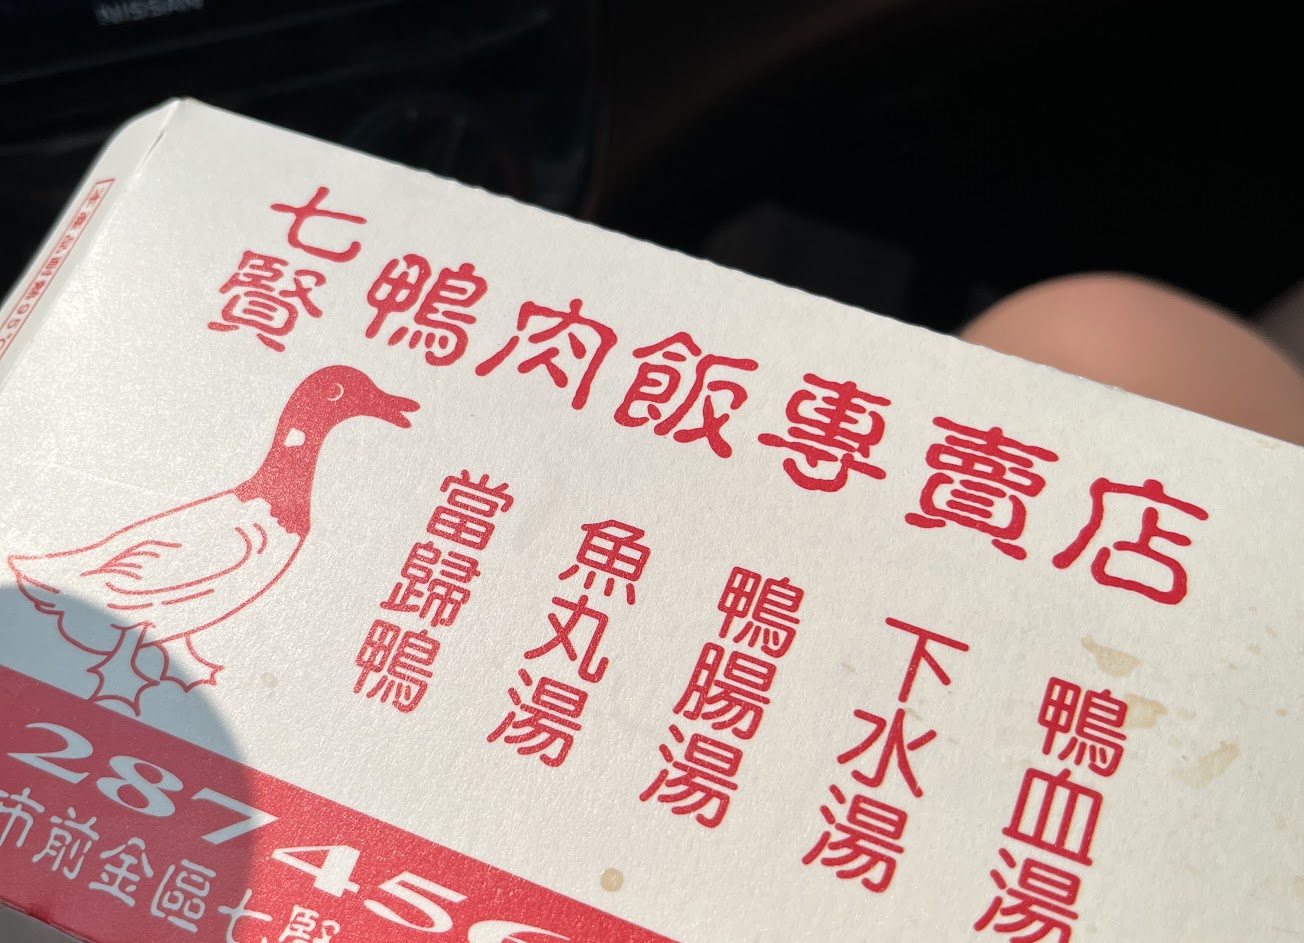 NISSAN
七賢鴨肉飯專賣店
當歸鴨
魚丸湯
鴨腸湯
下水湯
鴨血湯
287456
市前金區七賢